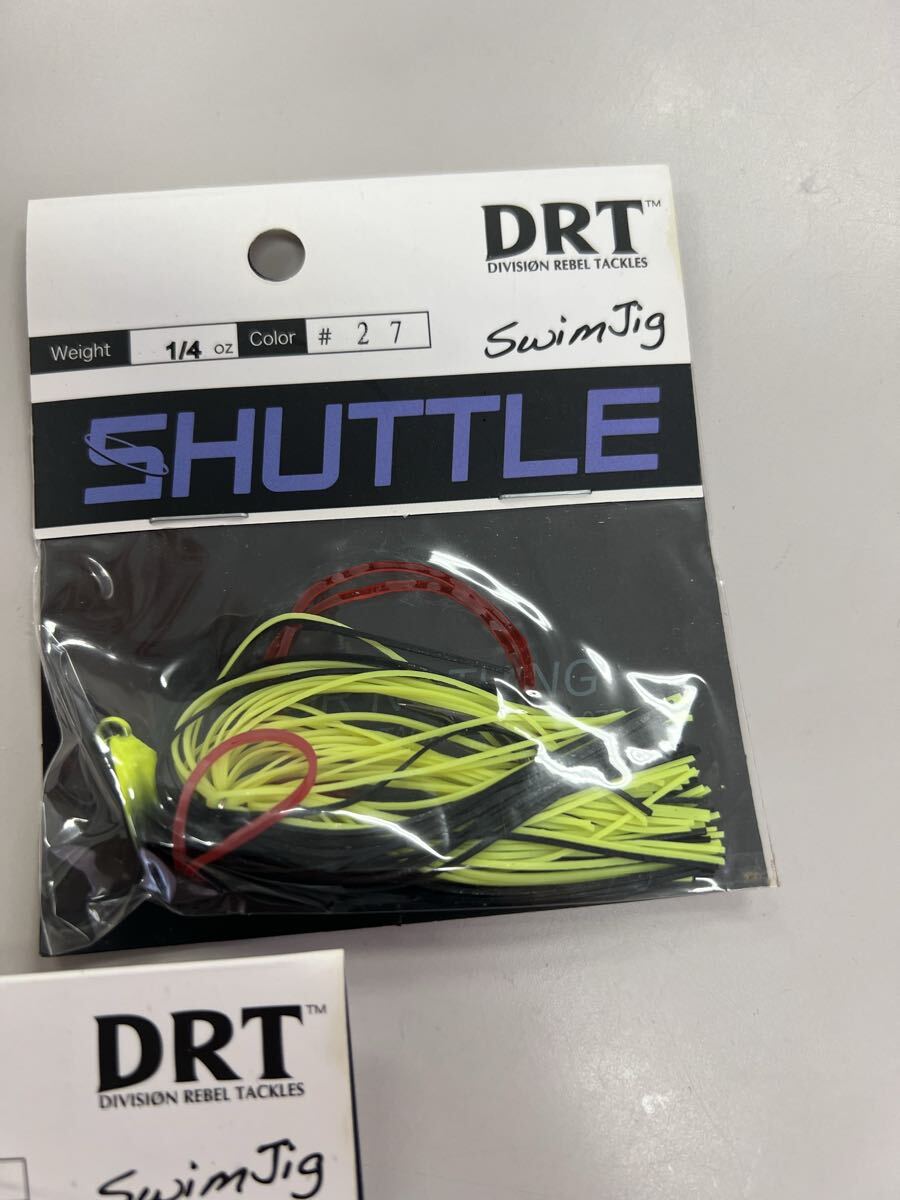 DRT™
DIVISIØN REBEL TACKLES
Weight 1/4 oz Color # 27
SwimJig
SHUTTLE
DRT™
DIVISIØN REBEL TACKLES
SwimJig